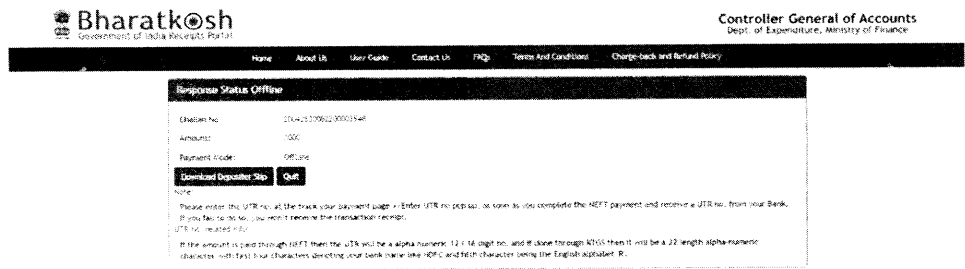 Bharatkosh
Government of India Receipts Portal
Controller General of Accounts
Dept. of Expenditure, Ministry of Finance
Home About Us User Guide Contact Us FAQs Terms And Conditions Charge-back and Refund Policy
Response Status Offline
Challan No
Amount: 1000
Payment Mode: Offline
Download Depositor Slip Quit
Note
Please enter the UTR no. at the track your payment page >Enter UTR no pop up, as soon as you complete the NEFT payment and receive a UTR no. from your Bank.
If you fail to do so, you won't receive the transaction receipt.
UTR no. related info
If the amount is paid through NEFT then the UTR will be a alpha numeric 12 / 16 digit no. and if done through RTGS then it will be a 22 length alpha-numeric
character with first four characters denoting your bank name like HDFC and fifth character being the English alphabet 'R'.